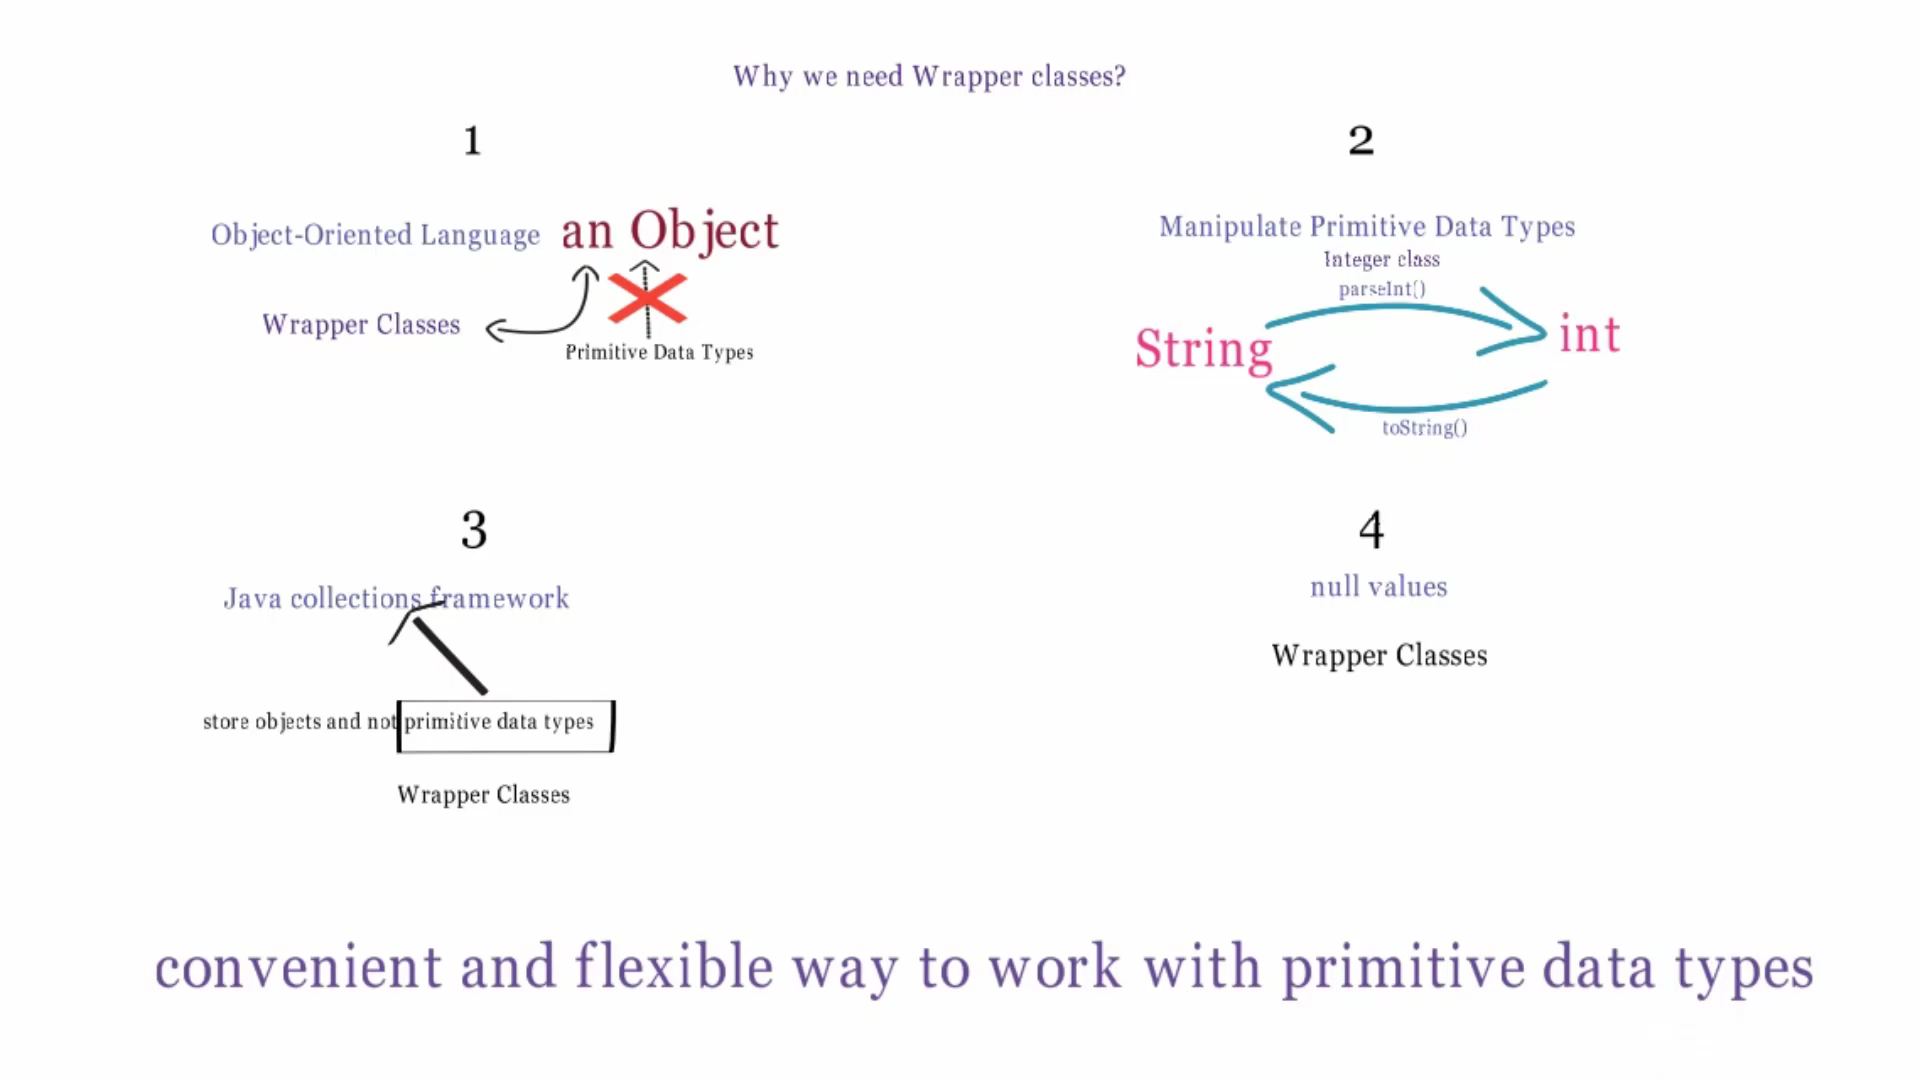 Why we need Wrapper classes?
1
Object-Oriented Language an Object
Wrapper Classes
Primitive Data Types
2
Manipulate Primitive Data Types
Integer class
parseInt()
String
int
toString()
3
Java collections framework
store objects and not primitive data types
Wrapper Classes
4
null values
Wrapper Classes
convenient and flexible way to work with primitive data types